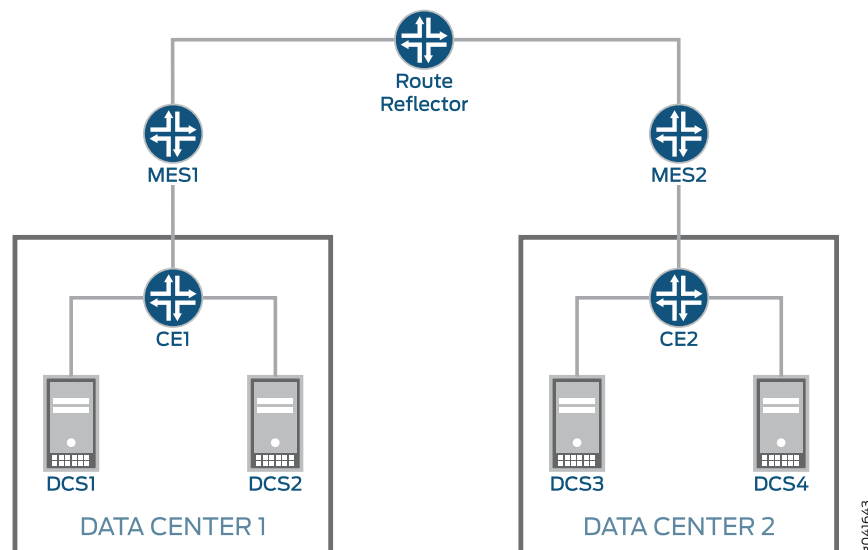 Route
Reflector
MES1
MES2
CE1
CE2
DCS1
DCS2
DCS3
DCS4
DATA CENTER 1
DATA CENTER 2
g041643